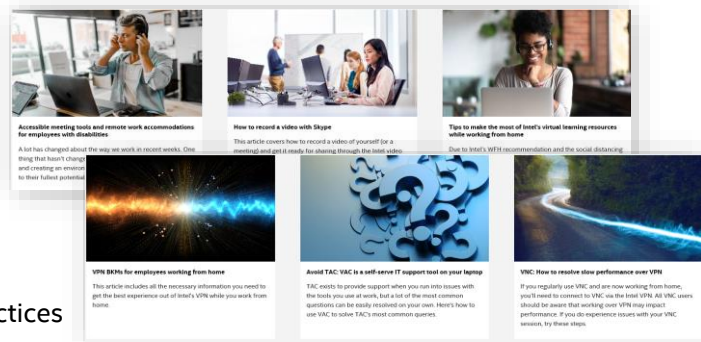 Accessible meeting tools and remote work accommodations
for employees with disabilities
A lot has changed about the way we work in recent weeks. One
thing that hasn't change
and creating an environ
to their fullest potential
How to record a video with Skype
This article covers how to record a video of yourself (or a
meeting) and get it ready for sharing through the Intel video
Tips to make the most of Intel's virtual learning resources
while working from home
Due to Intel's WFH recommendation and the social distancing
VPN BKMs for employees working from home
This article includes all the necessary information you need to
get the best experience out of Intel's VPN while you work from
home.
Avoid TAC: VAC is a self-serve IT support tool on your laptop
TAC exists to provide support when you run into issues with
the tools you use at work, but a lot of the most common
questions can be easily resolved on your own. Here's how to
use VAC to solve TAC's most common queries.
VNC: How to resolve slow performance over VPN
If you regularly use VNC and are now working from home,
you'll need to connect to VNC via the Intel VPN. All VNC users
should be aware that working over VPN may impact
performance. If you do experience issues with your VNC
session, try these steps.
ctices